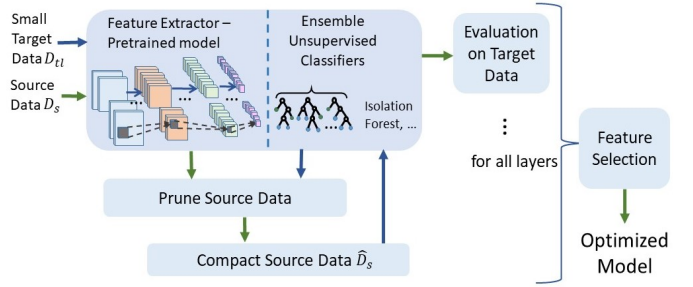 Small
Target
Data D_tl
Source
Data D_s
Feature Extractor –
Pretrained model
...
...
...
...
Ensemble
Unsupervised
Classifiers
Isolation
Forest, ...
...
Prune Source Data
Compact Source Data D̂_s
Evaluation
on Target
Data
⋮
for all layers
Feature
Selection
Optimized
Model